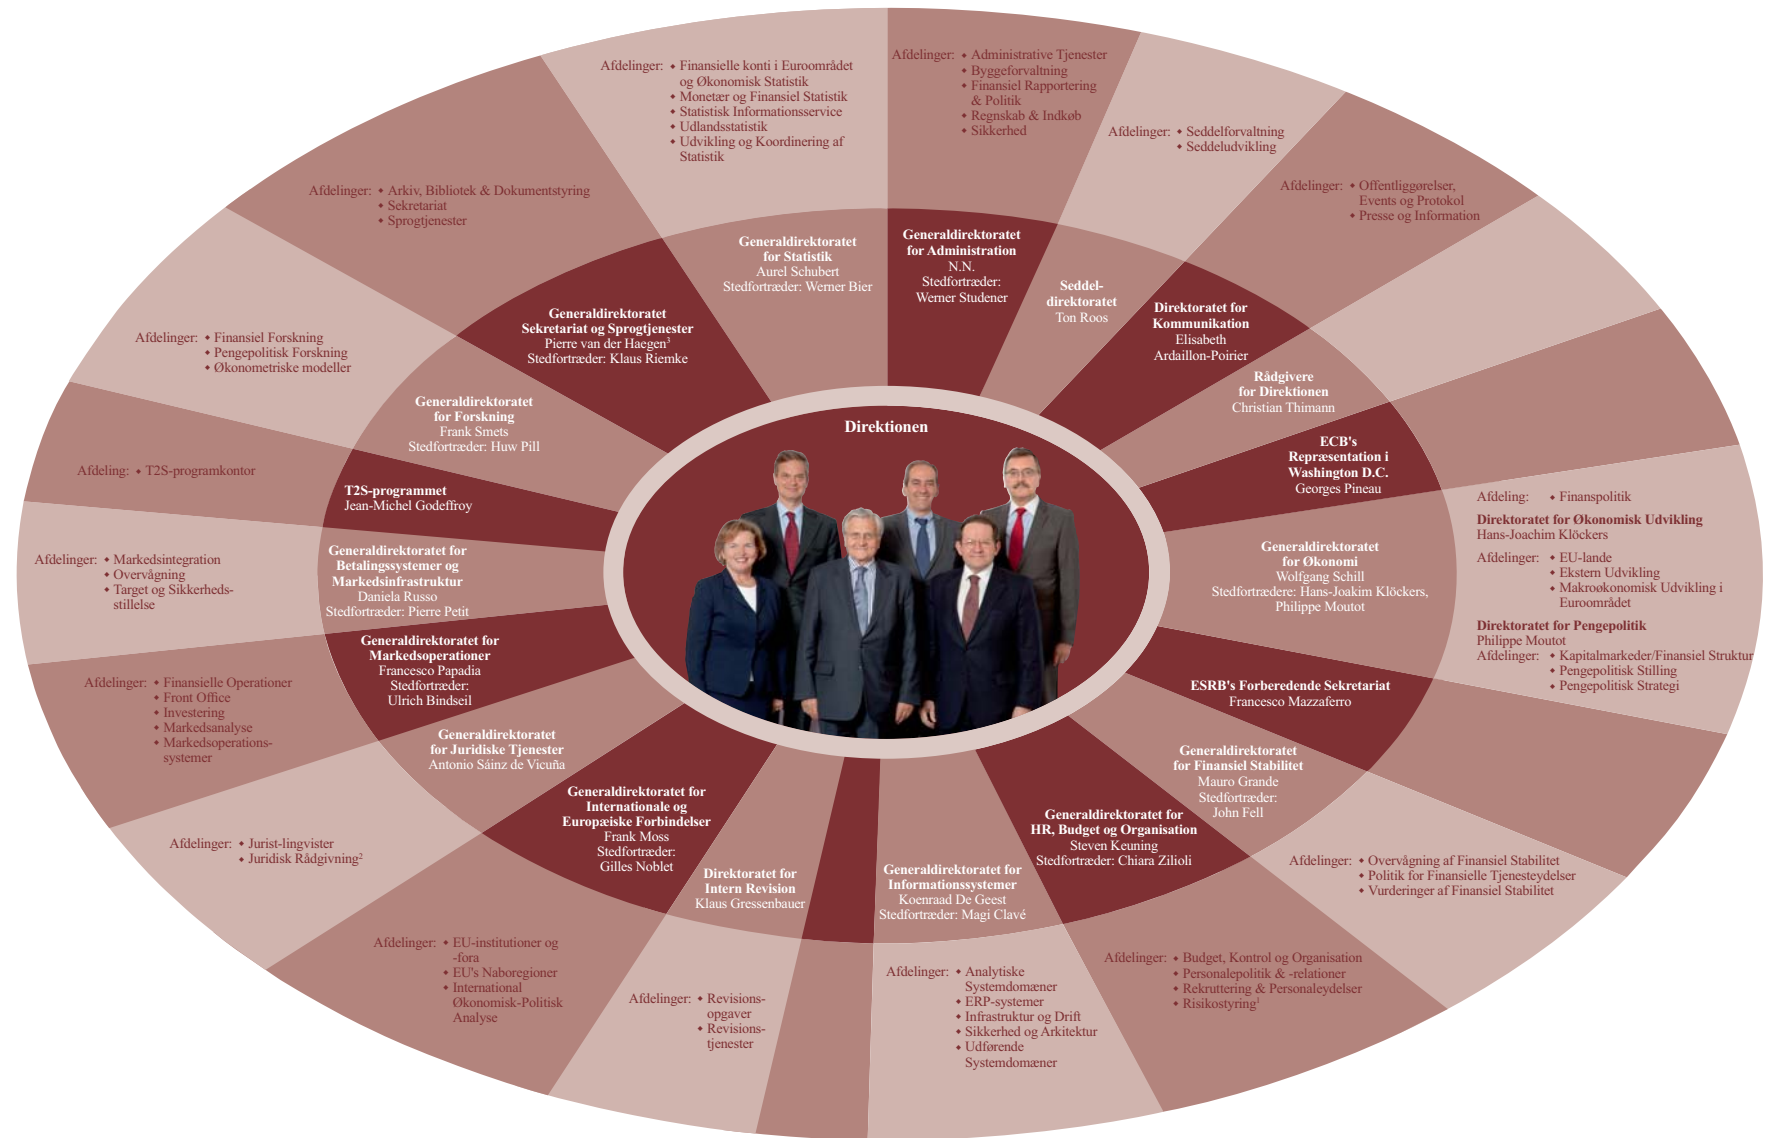 Direktionen
Afdelinger: ◆ Administrative Tjenester
◆ Byggeforvaltning
◆ Finansiel Rapportering
& Politik
◆ Regnskab & Indkøb
◆ Sikkerhed
Generaldirektoratet
for Administration
N.N.
Stedfortræder:
Werner Studener
Afdelinger: ◆ Seddelforvaltning
◆ Seddeludvikling
Seddel-
direktoratet
Ton Roos
Afdelinger: ◆ Offentliggørelser,
Events og Protokol
◆ Presse og Information
Direktoratet for
Kommunikation
Elisabeth
Ardaillon-Poirier
Rådgivere
for Direktionen
Christian Thimann
ECB's
Repræsentation i
Washington D.C.
Georges Pineau
Generaldirektoratet
for Økonomi
Wolfgang Schill
Stedfortrædere: Hans-Joakim Klöckers,
Philippe Moutot
Afdeling: ◆ Finanspolitik
Direktoratet for Økonomisk Udvikling
Hans-Joachim Klöckers
Afdelinger: ◆ EU-lande
◆ Ekstern Udvikling
◆ Makroøkonomisk Udvikling i
Euroområdet
Direktoratet for Pengepolitik
Philippe Moutot
Afdelinger: ◆ Kapitalmarkeder/Finansiel Struktur
◆ Pengepolitisk Stilling
◆ Pengepolitisk Strategi
ESRB's Forberedende Sekretariat
Francesco Mazzaferro
Generaldirektoratet
for Finansiel Stabilitet
Mauro Grande
Stedfortræder:
John Fell
Afdelinger: ◆ Overvågning af Finansiel Stabilitet
◆ Politik for Finansielle Tjenesteydelser
◆ Vurderinger af Finansiel Stabilitet
Generaldirektoratet for
HR, Budget og Organisation
Steven Keuning
Stedfortræder: Chiara Zilioli
Afdelinger: ◆ Budget, Kontrol og Organisation
◆ Personalepolitik & -relationer
◆ Rekruttering & Personaleydelser
◆ Risikostyring¹
Generaldirektoratet for
Informationssystemer
Koenraad De Geest
Stedfortræder: Magi Clavé
Afdelinger: ◆ Analytiske
Systemdomæner
◆ ERP-systemer
◆ Infrastruktur og Drift
◆ Sikkerhed og Arkitektur
◆ Udførende
Systemdomæner
Direktoratet for
Intern Revision
Klaus Gressenbauer
Afdelinger: ◆ Revisions-
opgaver
◆ Revisions-
tjenester
Generaldirektoratet for
Internationale og
Europæiske Forbindelser
Frank Moss
Stedfortræder:
Gilles Noblet
Afdelinger: ◆ EU-institutioner og
-fora
◆ EU's Naboregioner
◆ International
Økonomisk-Politisk
Analyse
Generaldirektoratet
for Juridiske Tjenester
Antonio Sáinz de Vicuña
Afdelinger: ◆ Jurist-lingvister
◆ Juridisk Rådgivning²
Generaldirektoratet for
Markedsoperationer
Francesco Papadia
Stedfortræder:
Ulrich Bindseil
Afdelinger: ◆ Finansielle Operationer
◆ Front Office
◆ Investering
◆ Markedsanalyse
◆ Markedsoperations-
systemer
Generaldirektoratet for
Betalingssystemer og
Markedsinfrastruktur
Daniela Russo
Stedfortræder: Pierre Petit
Afdelinger: ◆ Markedsintegration
◆ Overvågning
◆ Target og Sikkerheds-
stillelse
T2S-programmet
Jean-Michel Godeffroy
Afdeling: ◆ T2S-programkontor
Generaldirektoratet
for Forskning
Frank Smets
Stedfortræder: Huw Pill
Afdelinger: ◆ Finansiel Forskning
◆ Pengepolitisk Forskning
◆ Økonometriske modeller
Generaldirektoratet
Sekretariat og Sprogtjenester
Pierre van der Haegen³
Stedfortræder: Klaus Riemke
Afdelinger: ◆ Arkiv, Bibliotek & Dokumentstyring
◆ Sekretariat
◆ Sprogtjenester
Generaldirektoratet
for Statistik
Aurel Schubert
Stedfortræder: Werner Bier
Afdelinger: ◆ Finansielle konti i Euroområdet
og Økonomisk Statistik
◆ Monetær og Finansiel Statistik
◆ Statistisk Informationsservice
◆ Udlandsstatistik
◆ Udvikling og Koordinering af
Statistik